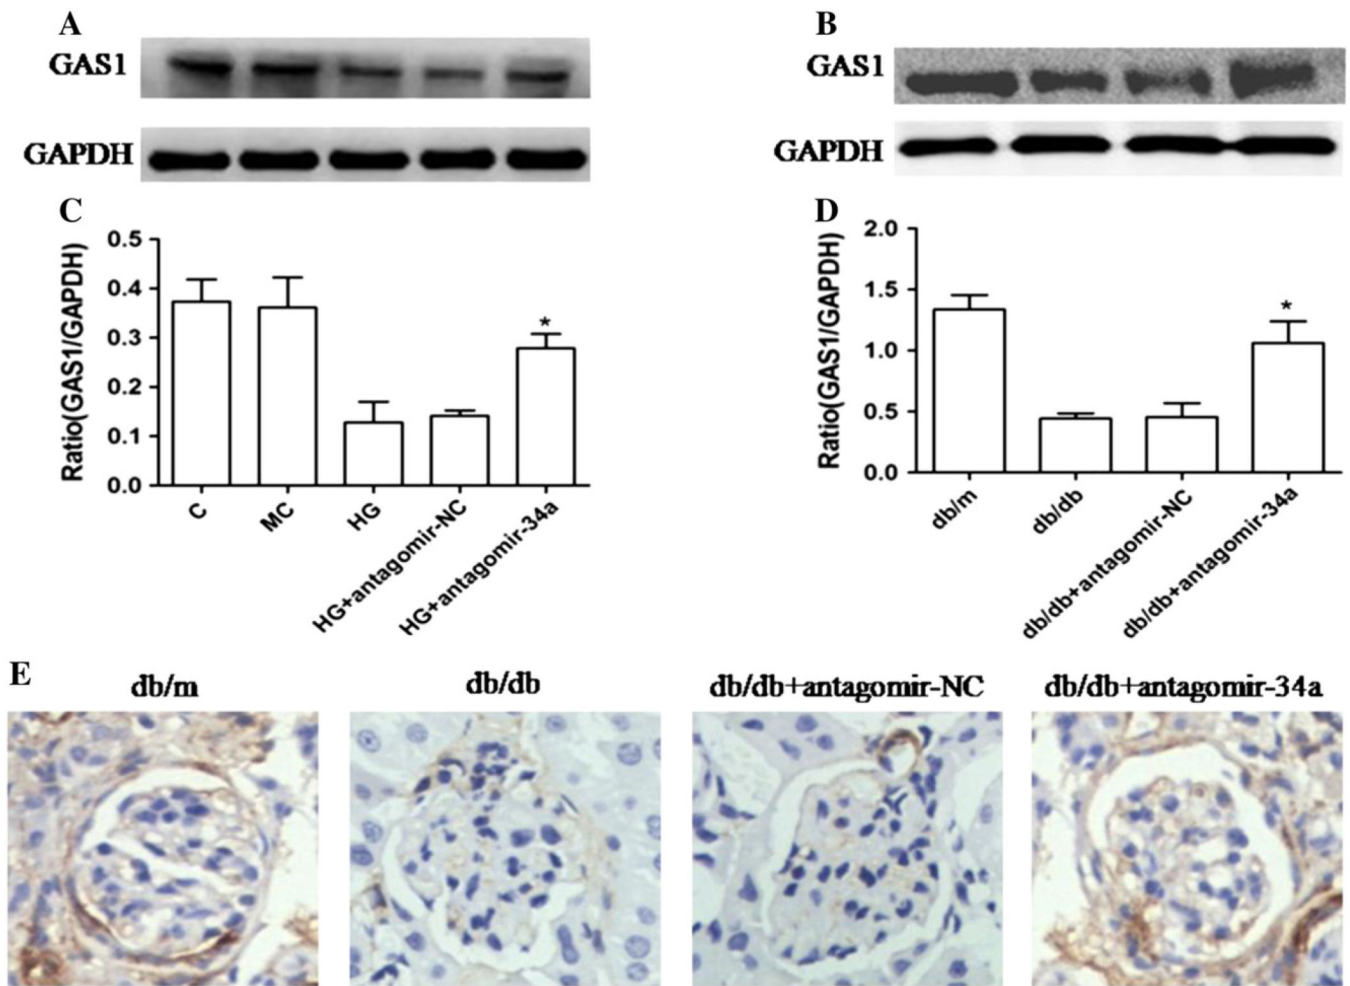 A
GAS1
GAPDH
B
GAS1
GAPDH
C
Ratio(GAS1/GAPDH)
0.5
0.4
0.3
0.2
0.1
0.0
*
C
MC
HG
HG+antagomir-NC
HG+antagomir-34a
D
Ratio(GAS1/GAPDH)
2.0
1.5
1.0
0.5
0.0
*
db/m
db/db
db/db+antagomir-NC
db/db+antagomir-34a
E
db/m
db/db
db/db+antagomir-NC
db/db+antagomir-34a